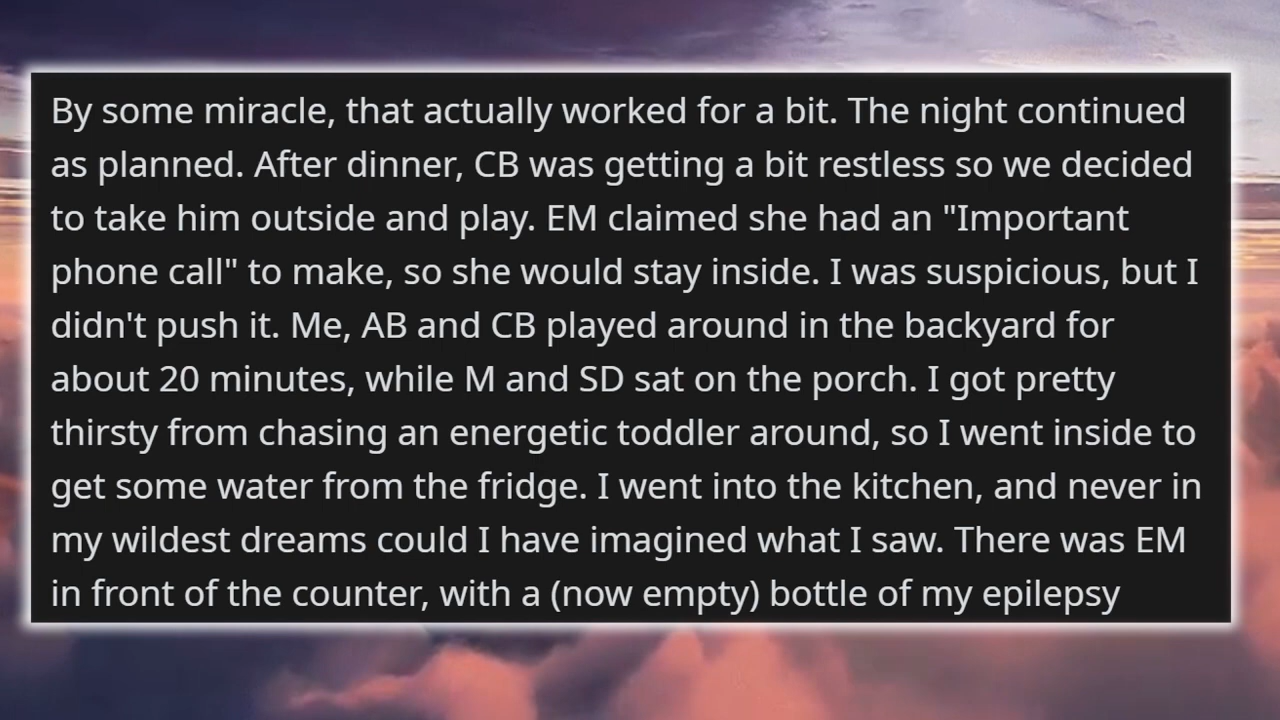 By some miracle, that actually worked for a bit. The night continued
as planned. After dinner, CB was getting a bit restless so we decided
to take him outside and play. EM claimed she had an "Important
phone call" to make, so she would stay inside. I was suspicious, but I
didn't push it. Me, AB and CB played around in the backyard for
about 20 minutes, while M and SD sat on the porch. I got pretty
thirsty from chasing an energetic toddler around, so I went inside to
get some water from the fridge. I went into the kitchen, and never in
my wildest dreams could I have imagined what I saw. There was EM
in front of the counter, with a (now empty) bottle of my epilepsy